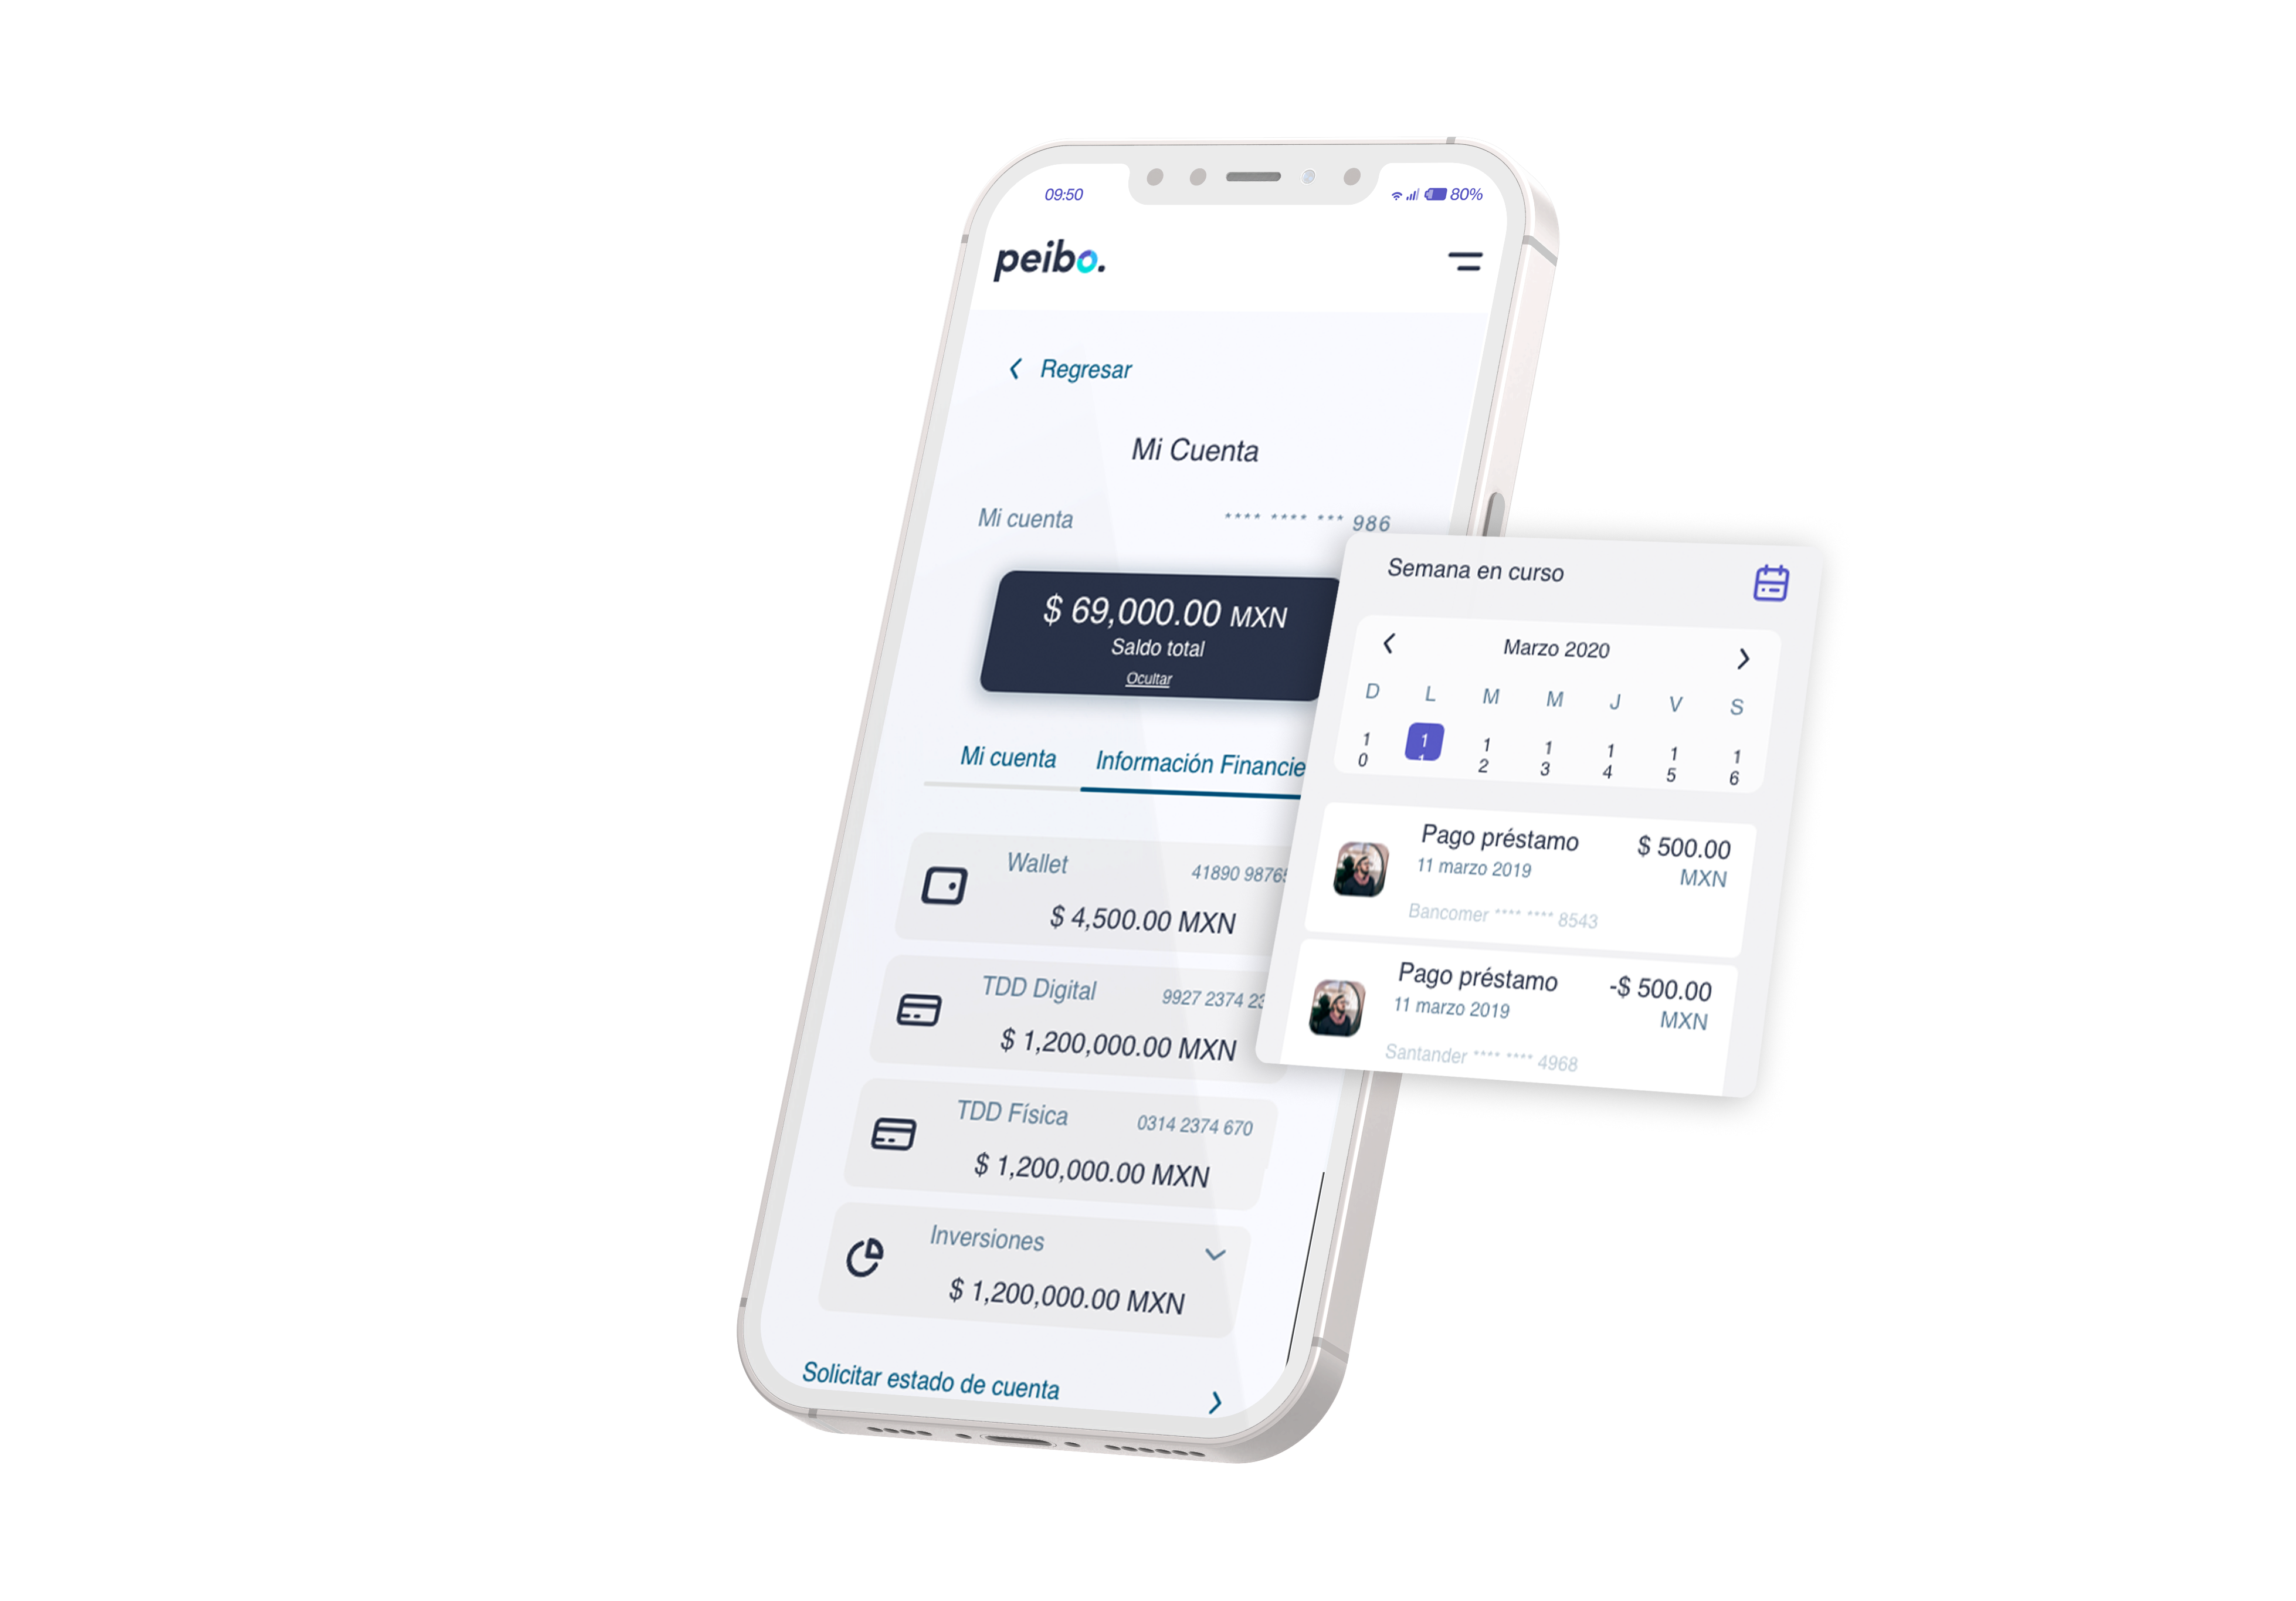 09:50
80%
peibo.
Regresar
Mi Cuenta
Mi cuenta **** **** *** 986
$ 69,000.00 MXN
Saldo total
Ocultar
Mi cuenta Información Financie
Wallet 41890 98765
$ 4,500.00 MXN
TDD Digital 9927 2374 23
$ 1,200,000.00 MXN
TDD Física 0314 2374 670
$ 1,200,000.00 MXN
Inversiones
$ 1,200,000.00 MXN
Solicitar estado de cuenta
Semana en curso
Marzo 2020
D L M M J V S
10 11 12 13 14 15 16
Pago préstamo $ 500.00
11 marzo 2019 MXN
Bancomer **** **** 8543
Pago préstamo -$ 500.00
11 marzo 2019 MXN
Santander **** **** 4968